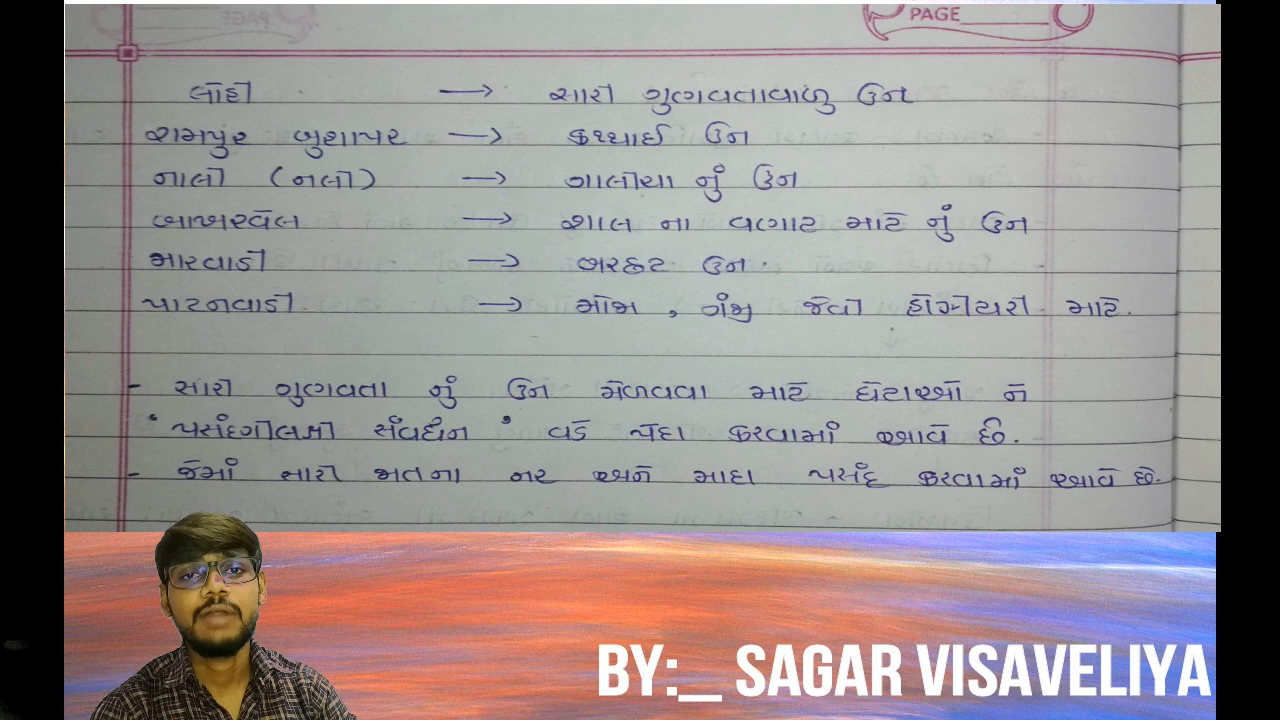 PAGE
લોહી → સારી ગુણવતાવાળુ ઉન
રામપુર બુશાયર → કથ્થાઈ ઉન
નાલી (નલી) → ગાલીચા નું ઉન
બાખરવેલ → શાલ ના વણાટ માટે નું ઉન
મારવાડી → બરછટ ઉન
પાટનવાડી → મોજા , ગંજી જેવી હોઝીયરી માટે.
- સારી ગુણવતા નું ઉન મેળવવા માટે ઘેટાઓ ને
' પસંદગીલક્ષી સંવર્ધન ' વડે પેદા કરવામાં આવે છે.
- જેમાં સારી જાતના નર અને માદા પસંદ કરવામાં આવે છે.
BY:_ SAGAR VISAVELIYA